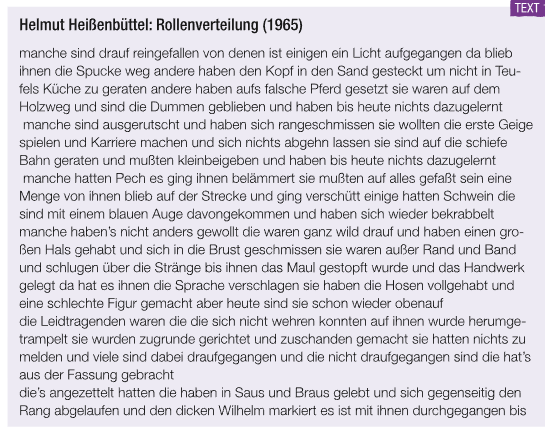 TEXT
Helmut Heißenbüttel: Rollenverteilung (1965)
manche sind drauf reingefallen von denen ist einigen ein Licht aufgegangen da blieb
ihnen die Spucke weg andere haben den Kopf in den Sand gesteckt um nicht in Teu-
fels Küche zu geraten andere haben aufs falsche Pferd gesetzt sie waren auf dem
Holzweg und sind die Dummen geblieben und haben bis heute nichts dazugelernt
manche sind ausgerutscht und haben sich rangeschmissen sie wollten die erste Geige
spielen und Karriere machen und sich nichts abgehn lassen sie sind auf die schiefe
Bahn geraten und mußten kleinbeigeben und haben bis heute nichts dazugelernt
manche hatten Pech es ging ihnen belämmert sie mußten auf alles gefaßt sein eine
Menge von ihnen blieb auf der Strecke und ging verschütt einige hatten Schwein die
sind mit einem blauen Auge davongekommen und haben sich wieder bekrabbelt
manche haben's nicht anders gewollt die waren ganz wild drauf und haben einen gro-
ßen Hals gehabt und sich in die Brust geschmissen sie waren außer Rand und Band
und schlugen über die Stränge bis ihnen das Maul gestopft wurde und das Handwerk
gelegt da hat es ihnen die Sprache verschlagen sie haben die Hosen vollgehabt und
eine schlechte Figur gemacht aber heute sind sie schon wieder obenauf
die Leidtragenden waren die die sich nicht wehren konnten auf ihnen wurde herumge-
trampelt sie wurden zugrunde gerichtet und zuschanden gemacht sie hatten nichts zu
melden und viele sind dabei draufgegangen und die nicht draufgegangen sind die hat's
aus der Fassung gebracht
die's angezettelt hatten die haben in Saus und Braus gelebt und sich gegenseitig den
Rang abgelaufen und den dicken Wilhelm markiert es ist mit ihnen durchgegangen bis